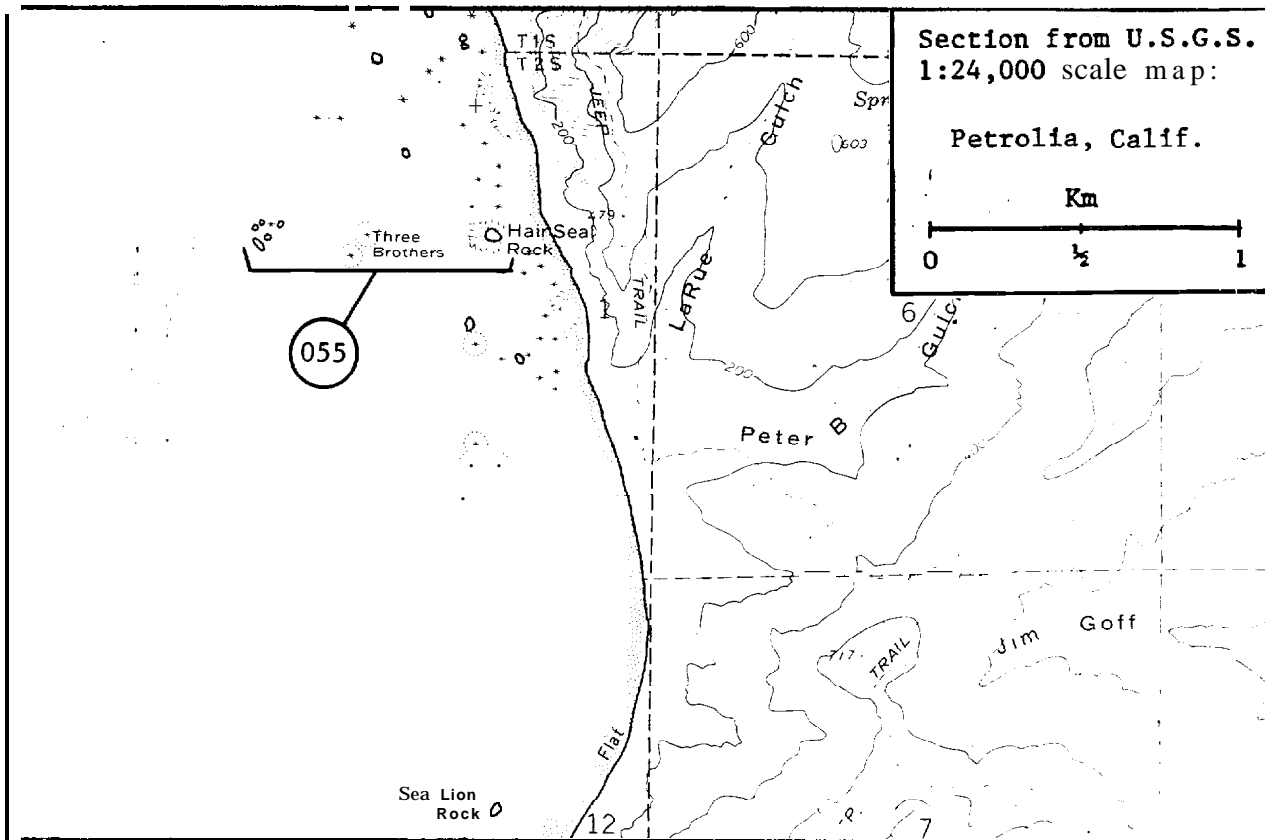 Section from U.S.G.S.
1:24,000 scale map:
Petrolia, Calif.
Km
0 ½ 1
T1S
T2S
600
JEEP
200
Gulch
603
Three
Brothers
Hair Seal
Rock
479
TRAIL
LaRue
055
6
Gulch
200
Peter B
717
TRAIL
Jim Goff
Flat
Sea Lion
Rock
12
7